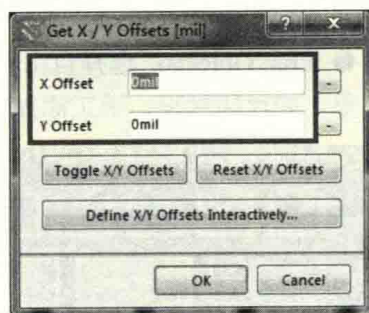 Get X / Y Offsets [mil]
X Offset 0mil -
Y Offset 0mil -
Toggle X/Y Offsets Reset X/Y Offsets
Define X/Y Offsets Interactively...
OK Cancel